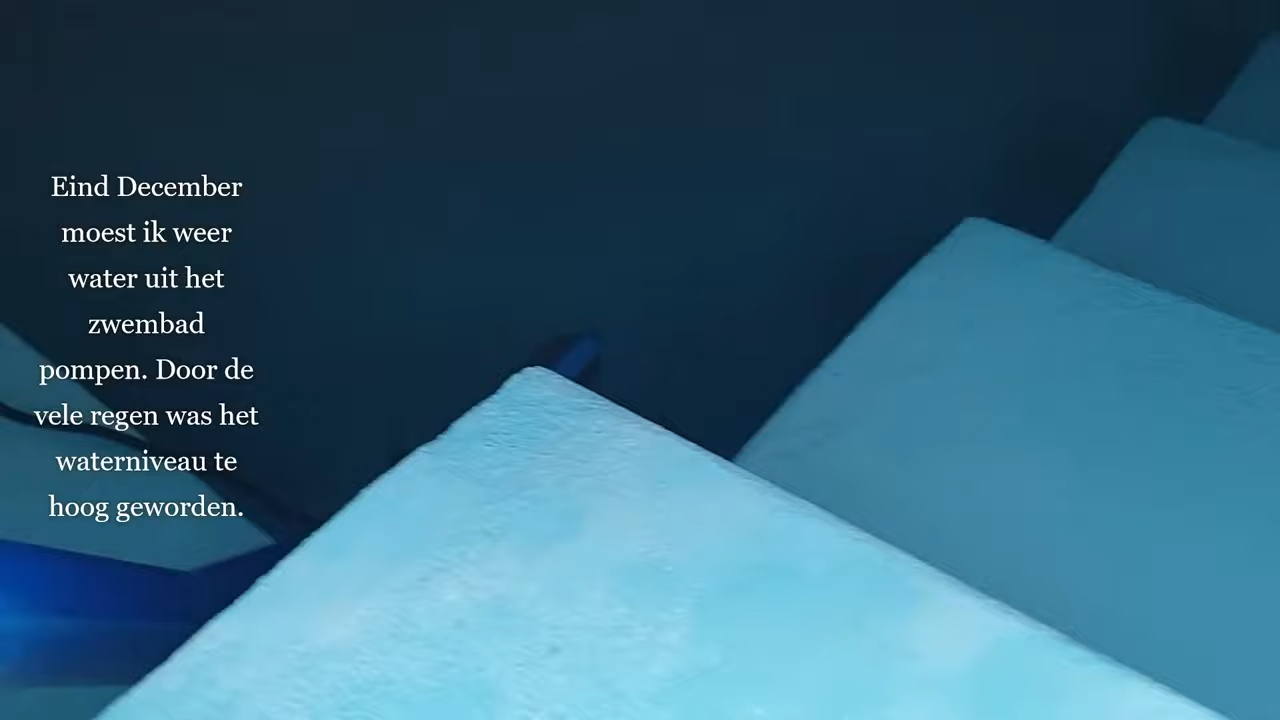 Eind December
moest ik weer
water uit het
zwembad
pompen. Door de
vele regen was het
waterniveau te
hoog geworden.